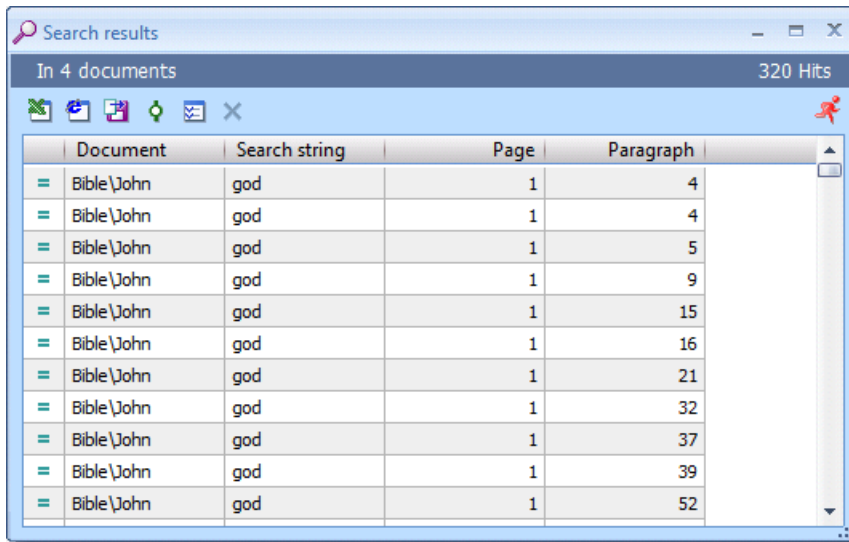 Search results
In 4 documents 320 Hits
Document Search string Page Paragraph
= Bible\John god 1 4
= Bible\John god 1 4
= Bible\John god 1 5
= Bible\John god 1 9
= Bible\John god 1 15
= Bible\John god 1 16
= Bible\John god 1 21
= Bible\John god 1 32
= Bible\John god 1 37
= Bible\John god 1 39
= Bible\John god 1 52